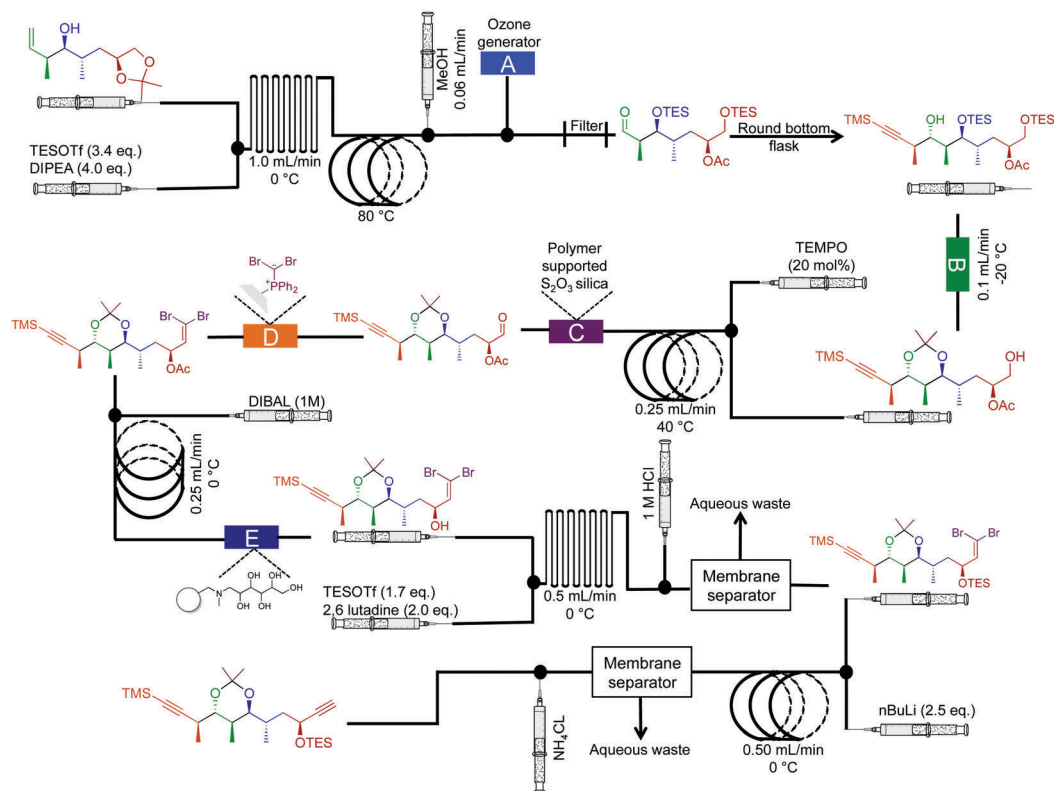 OH
O
O
TESOTf (3.4 eq.)
DIPEA (4.0 eq.)
1.0 mL/min
0 °C
80 °C
MeOH
0.06 mL/min
Ozone
generator
A
Filter
O
OTES
OTES
OAc
Round bottom
flask
TMS
OH
OTES
OTES
OAc
B
0.1 mL/min
-20 °C
TMS
O
O
OH
OAc
TEMPO
(20 mol%)
0.25 mL/min
40 °C
Polymer
supported
S2O3 silica
C
TMS
O
O
O
OAc
Br
Br
-
+
PPh2
D
TMS
O
O
Br
Br
OAc
DIBAL (1M)
0.25 mL/min
0 °C
E
N
OH
OH
OH
OH
OH
TMS
O
O
Br
Br
OH
TESOTf (1.7 eq.)
2,6 lutadine (2.0 eq.)
0.5 mL/min
0 °C
1 M HCl
Aqueous waste
Membrane
separator
TMS
O
O
Br
Br
OTES
nBuLi (2.5 eq.)
0.50 mL/min
0 °C
Membrane
separator
Aqueous waste
NH4CL
TMS
O
O
OTES